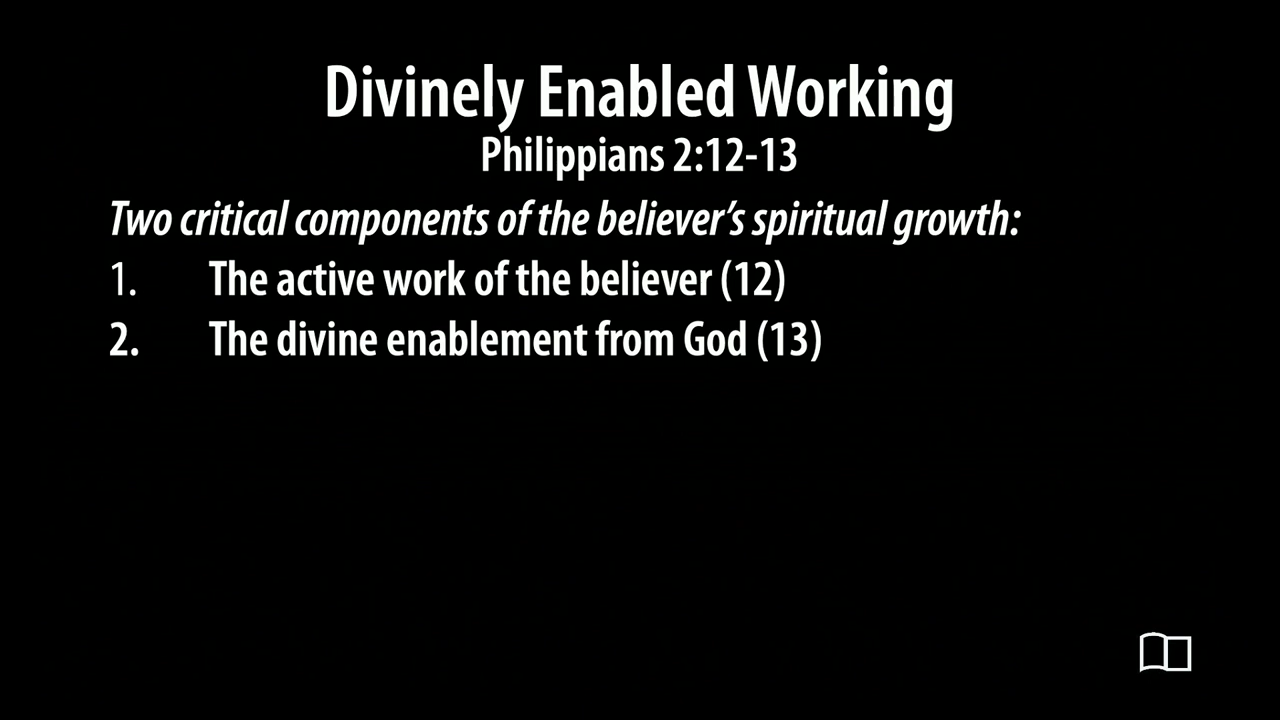 Divinely Enabled Working
Philippians 2:12-13
Two critical components of the believer’s spiritual growth:
1. The active work of the believer (12)
2. The divine enablement from God (13)